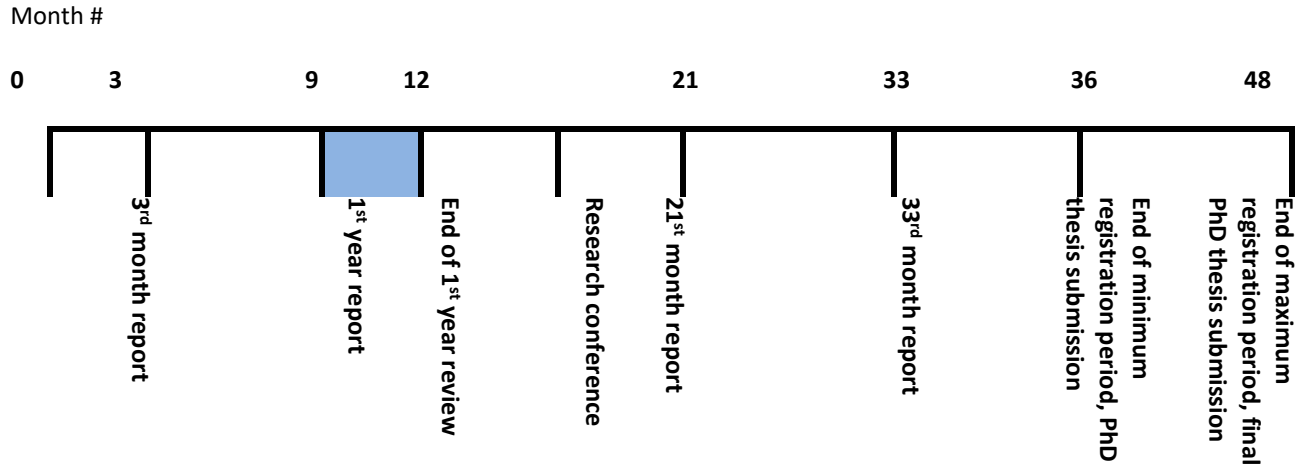 Month #
0 3 9 12 21 33 36 48
3rd month report
1st year report
End of 1st year review
Research conference
21st month report
33rd month report
End of minimum
registration period, PhD
thesis submission
End of maximum
registration period, final
PhD thesis submission